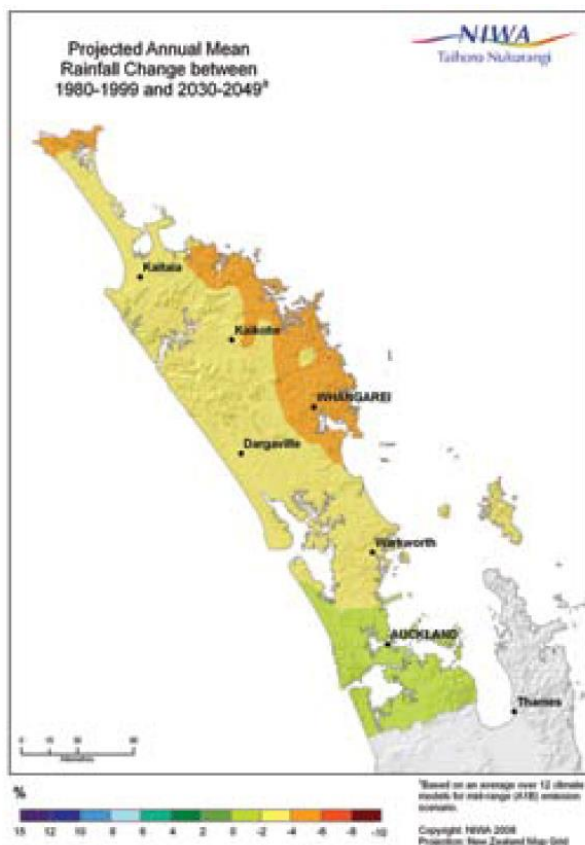 Projected Annual Mean
Rainfall Change between
1980-1999 and 2030-2049ª
NIWA
Taihoro Nukurangi
Kaitaia
Kaikohe
WHANGAREI
Dargaville
Warkworth
AUCKLAND
Thames
%
15 12 10 8 6 4 2 0 -2 -4 -6 -8 -10
ªBased on an average over 12 climate
models for mid-range (A1B) emission
scenario.
Copyright NIWA 2008
Projection: New Zealand Map Grid